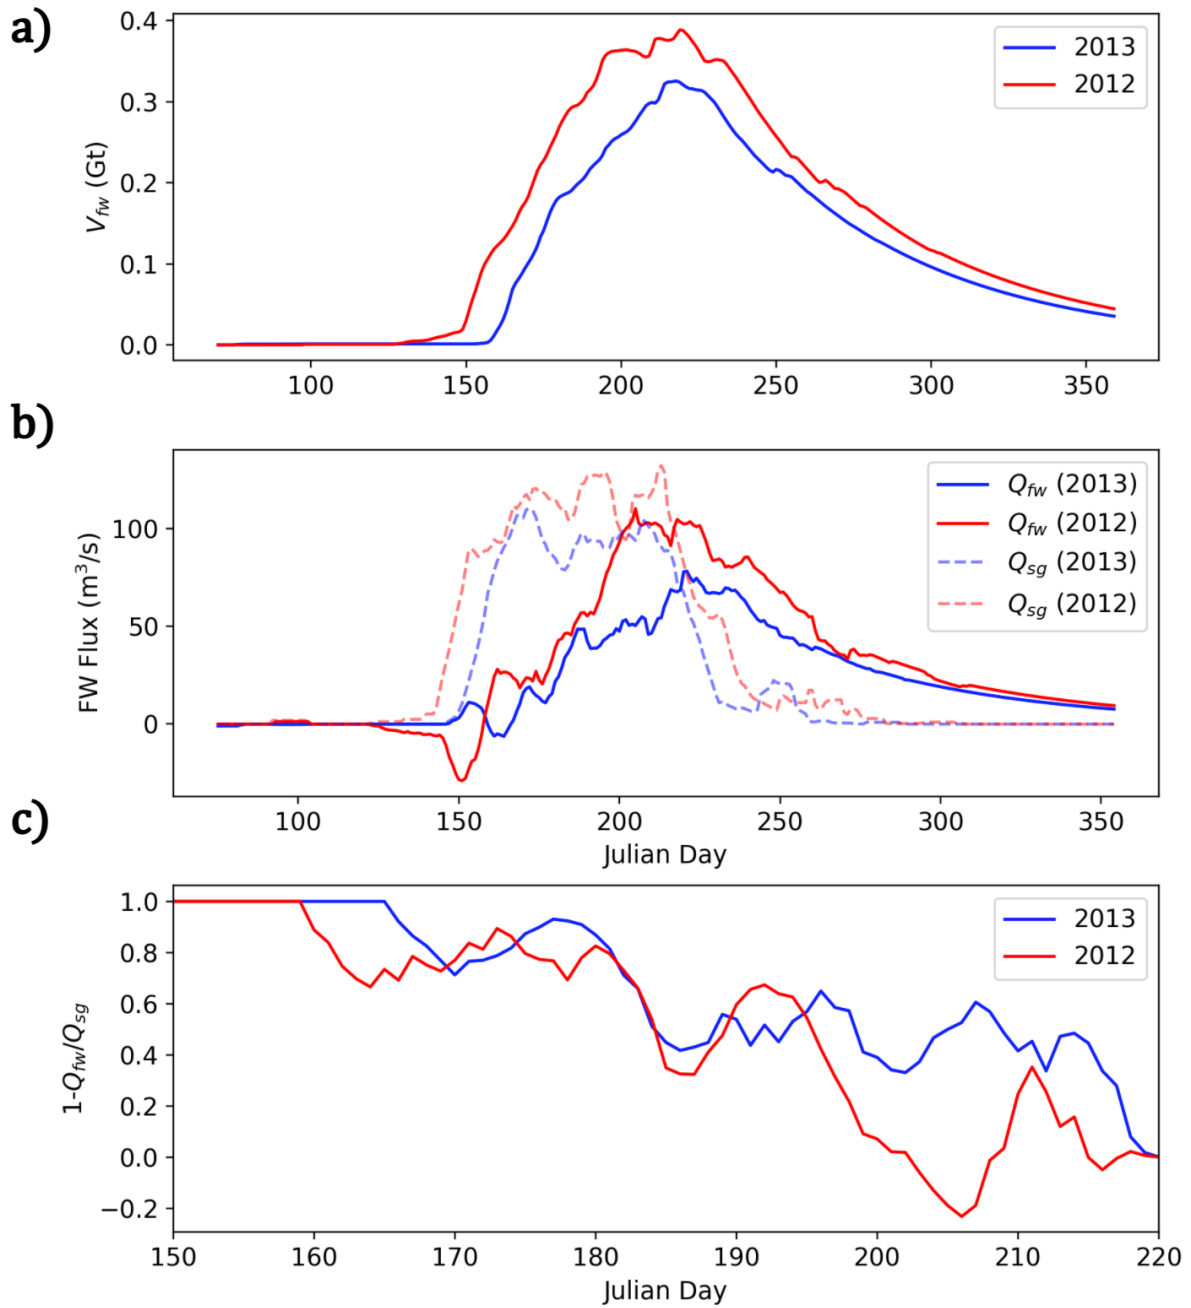 a)
0.4
0.3
0.2
0.1
0.0
V_fw (Gt)
2013
2012
100 150 200 250 300 350
b)
100
50
0
FW Flux (m³/s)
Q_fw (2013)
Q_fw (2012)
Q_sg (2013)
Q_sg (2012)
100 150 200 250 300 350
Julian Day
c)
1.0
0.8
0.6
0.4
0.2
0.0
−0.2
1-Q_fw/Q_sg
2013
2012
150 160 170 180 190 200 210 220
Julian Day